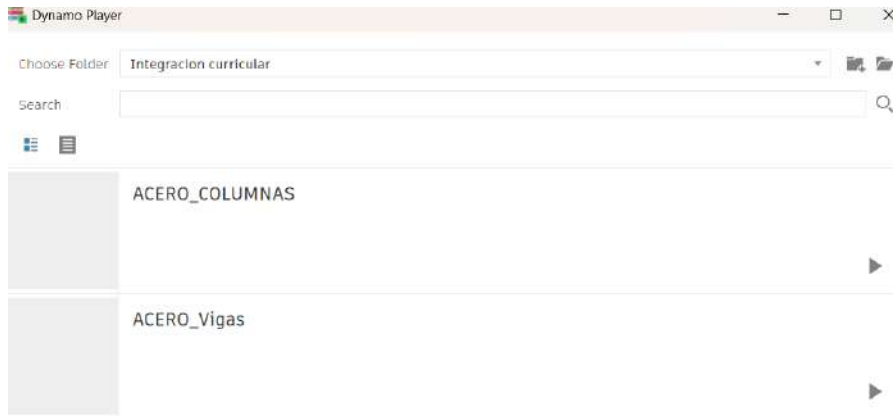 Dynamo Player
Choose Folder Integracion curricular
Search
ACERO_COLUMNAS
ACERO_Vigas